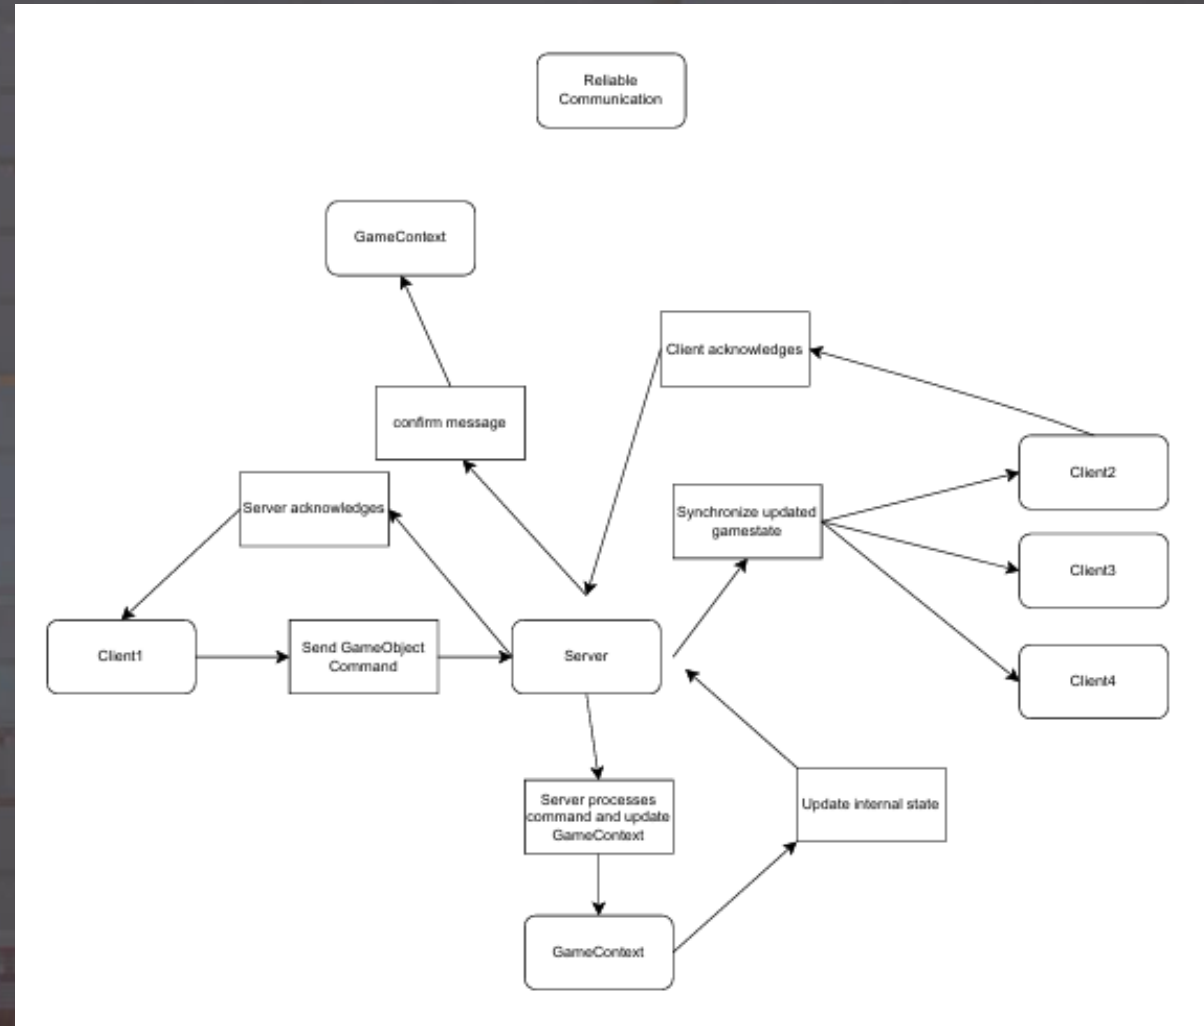 Reliable
Communication
GameContext
Client acknowledges
confirm message
Client2
Server acknowledges
Synchronize updated
gamestate
Client3
Client1
Send GameObject
Command
Server
Client4
Server processes
command and update
GameContext
Update internal state
GameContext